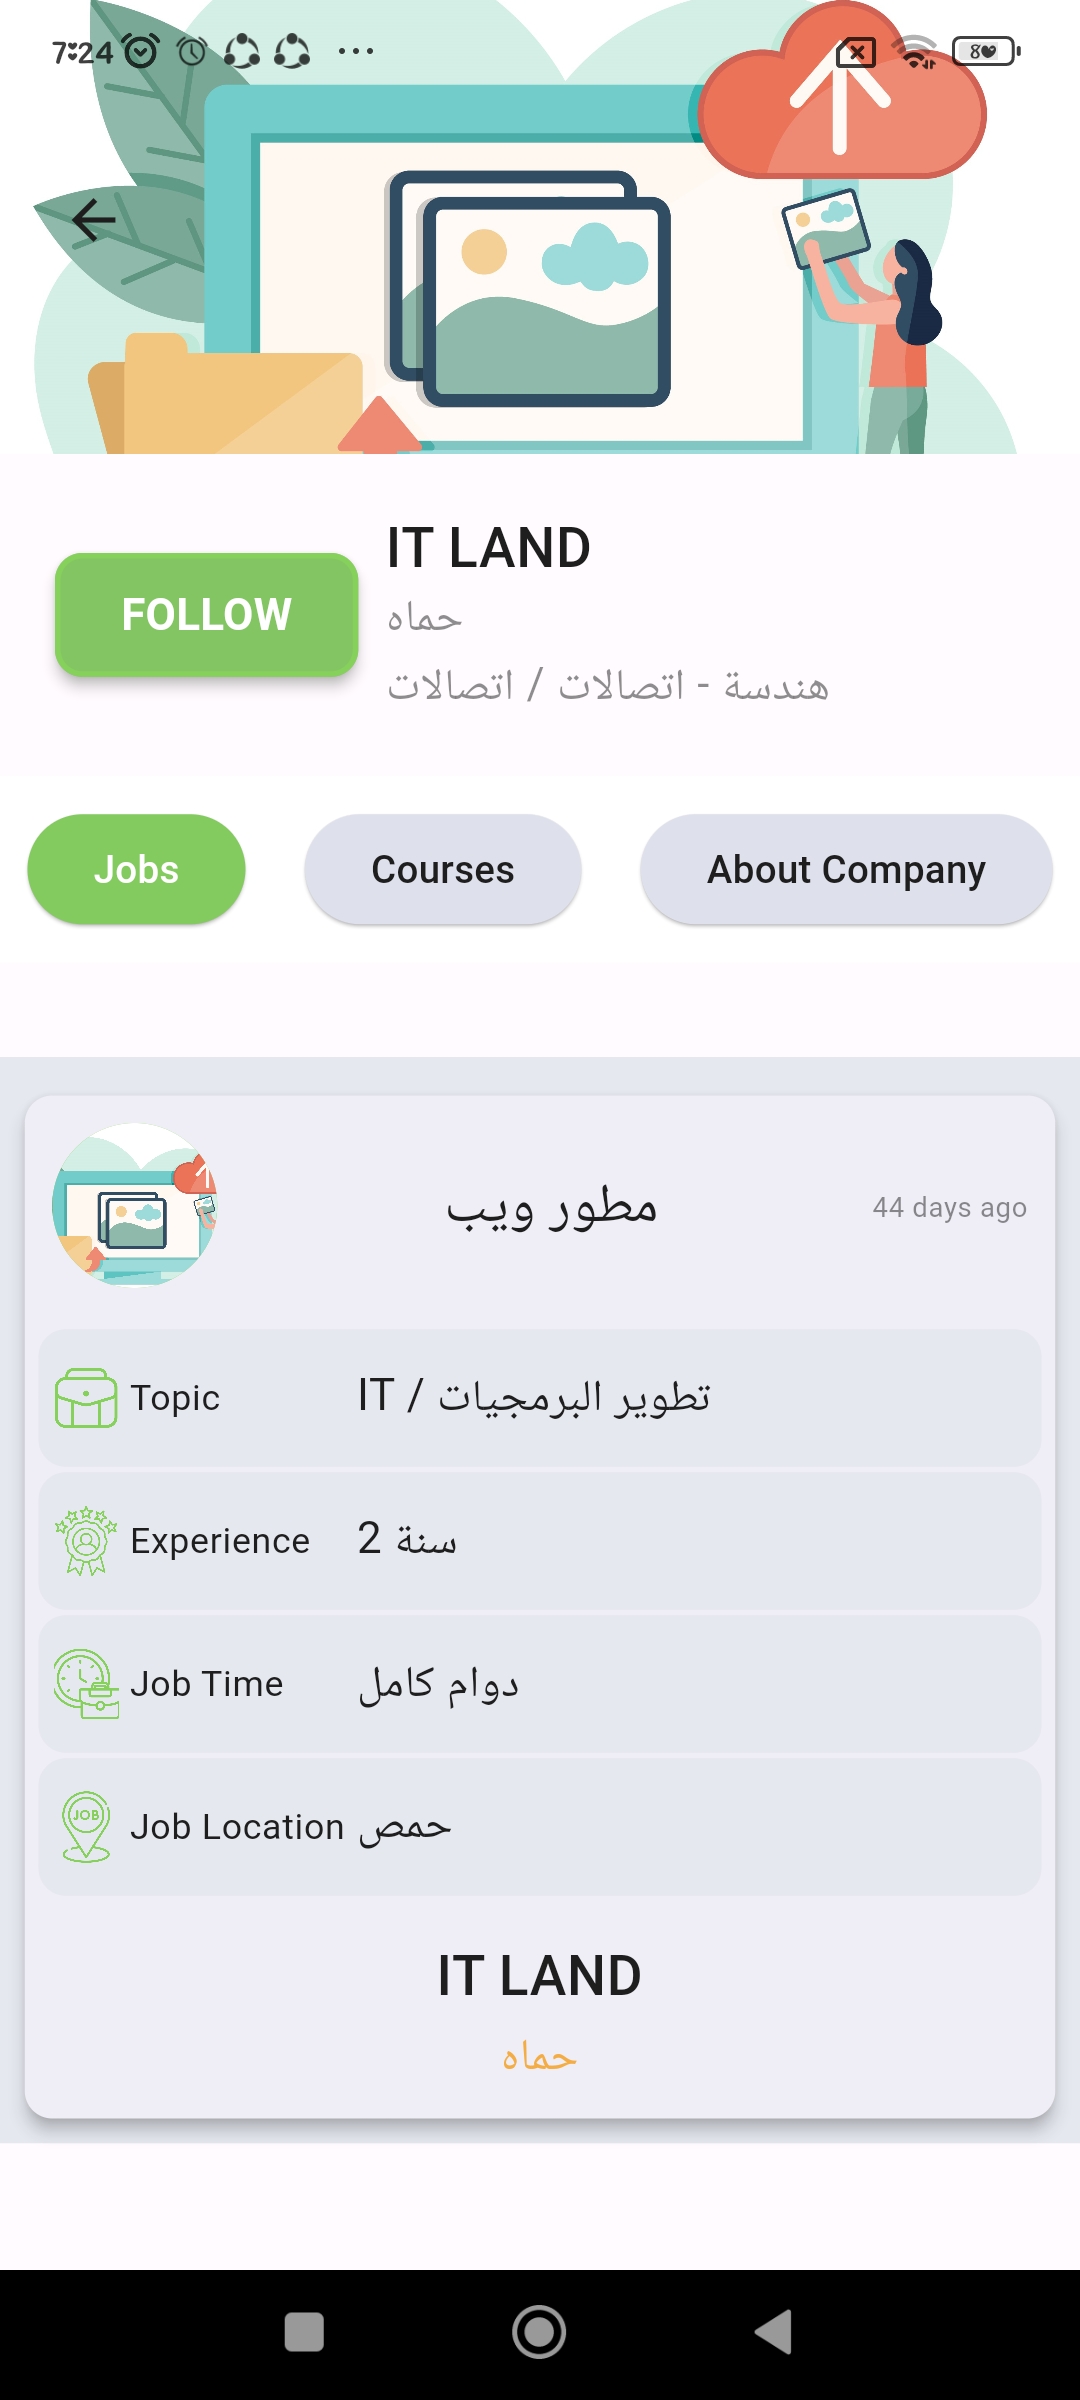 7:24
IT LAND
حماه
هندسة - اتصالات / اتصالات
FOLLOW
Jobs
Courses
About Company
مطور ويب
44 days ago
Topic
تطوير البرمجيات / IT
Experience
2 سنة
Job Time
دوام كامل
JOB
Job Location
حمص
IT LAND
حماه